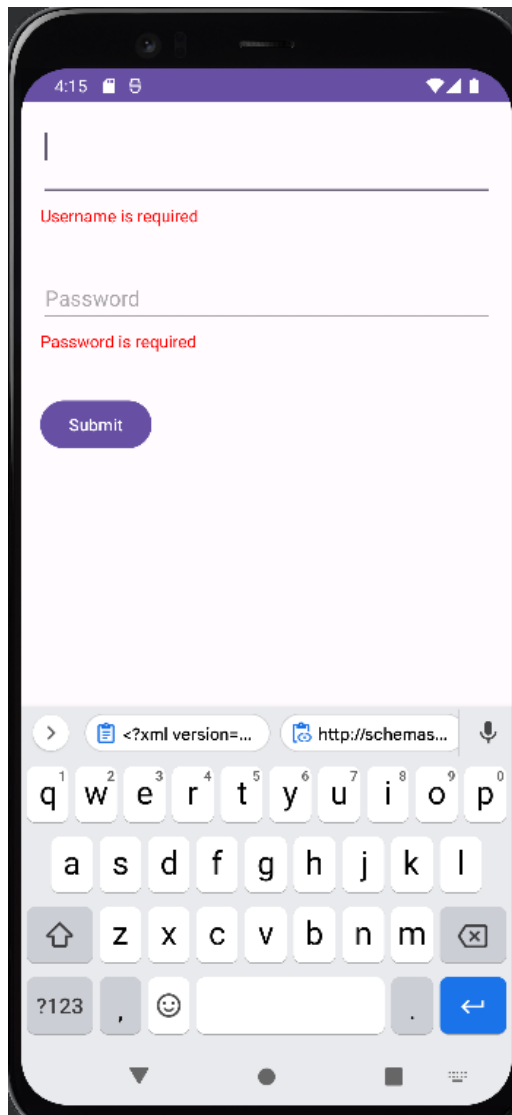 4:15
Username is required
Password
Password is required
Submit
<?xml version=... http://schemas...
1 2 3 4 5 6 7 8 9 0
q w e r t y u i o p
a s d f g h j k l
z x c v b n m
?123 , .